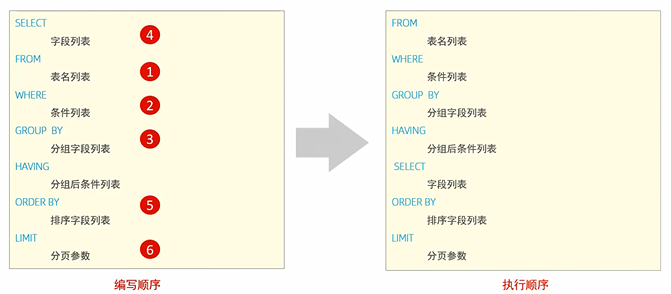 SELECT
字段列表
4
FROM
表名列表
1
WHERE
条件列表
2
GROUP BY
分组字段列表
3
HAVING
分组后条件列表
ORDER BY
排序字段列表
5
LIMIT
分页参数
6
编写顺序
FROM
表名列表
WHERE
条件列表
GROUP BY
分组字段列表
HAVING
分组后条件列表
SELECT
字段列表
ORDER BY
排序字段列表
LIMIT
分页参数
执行顺序